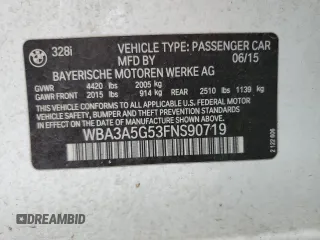 328i
VEHICLE TYPE: PASSENGER CAR
06/15
BAYERISCHE MOTOREN WERKE AG
GVWR 4420 lbs 2005 kg
GAWR FRONT 2015 lbs 914 kg REAR 2510 lbs 1139 kg
THIS VEHICLE CONFORMS TO ALL APPLICABLE FEDERAL
MOTOR VEHICLE SAFETY, BUMPER, AND THEFT PREVENTION
STANDARDS IN EFFECT ON THE DATE OF MANUFACTURE
SHOWN ABOVE.
WBA3A5G53FNS90719
DREAMBID